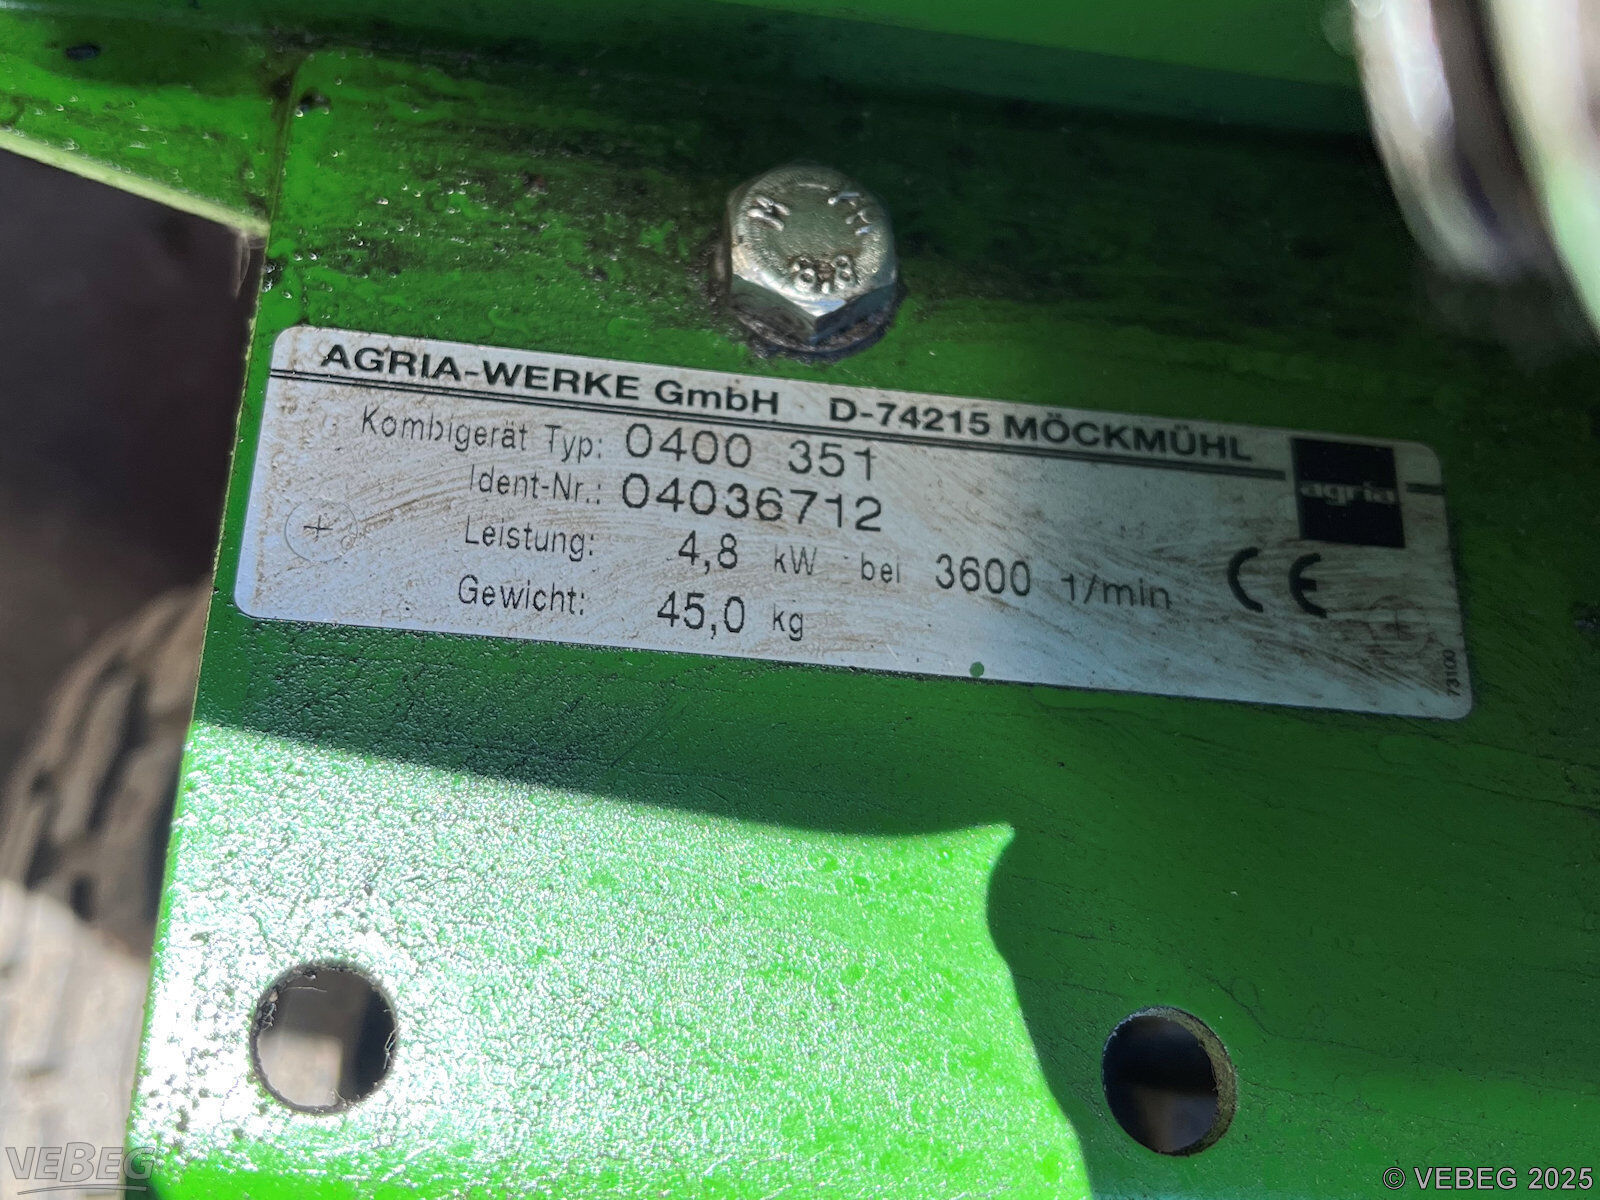 8.8
AGRIA-WERKE GmbH D-74215 MÖCKMÜHL
Kombigerät Typ: 0400 351
agria
Ident-Nr.: 04036712
Leistung: 4,8 kW bei 3600 1/min CE
Gewicht: 45,0 kg
731100
VEBEG
© VEBEG 2025